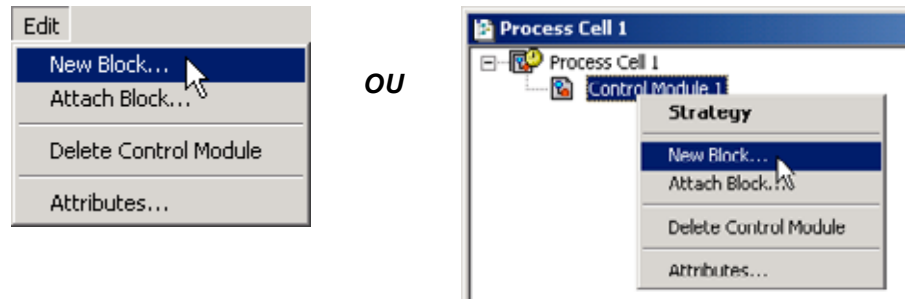 Edit
New Block...
Attach Block...
Delete Control Module
Attributes...
OU
Process Cell 1
Process Cell 1
Control Module 1
Strategy
New Block...
Attach Block...
Delete Control Module
Attributes...